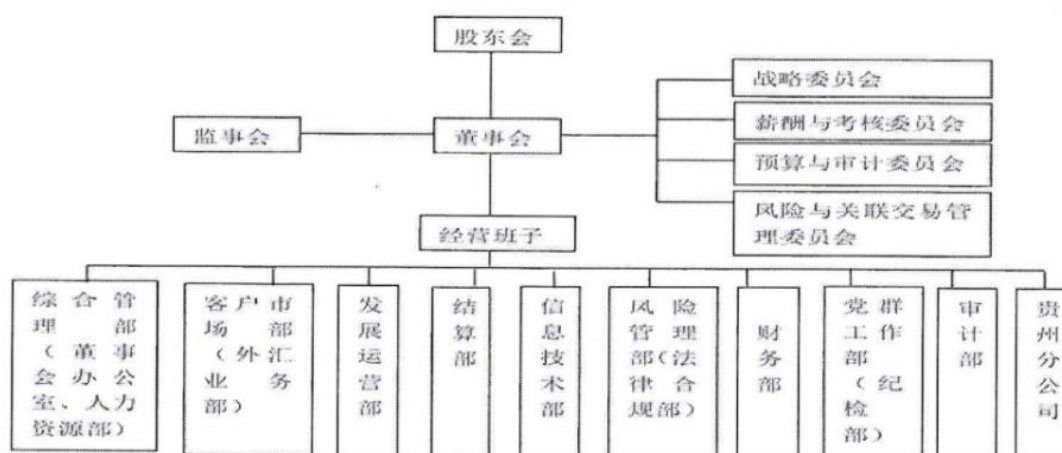 股东会
战略委员会
监事会
董事会
薪酬与考核委员会
预算与审计委员会
风险与关联交易管
理委员会
经营班子
综合管
理部
（董事
会办公
室、人力
资源部）
客户市
场部
（外汇
业务
部）
发
展
运
营
部
结
算
部
信
息
技
术
部
风险
管理
部（法
律合
规部）
财
务
部
党群
工作
部
（纪
检
部）
审
计
部
贵
州
分
公
司